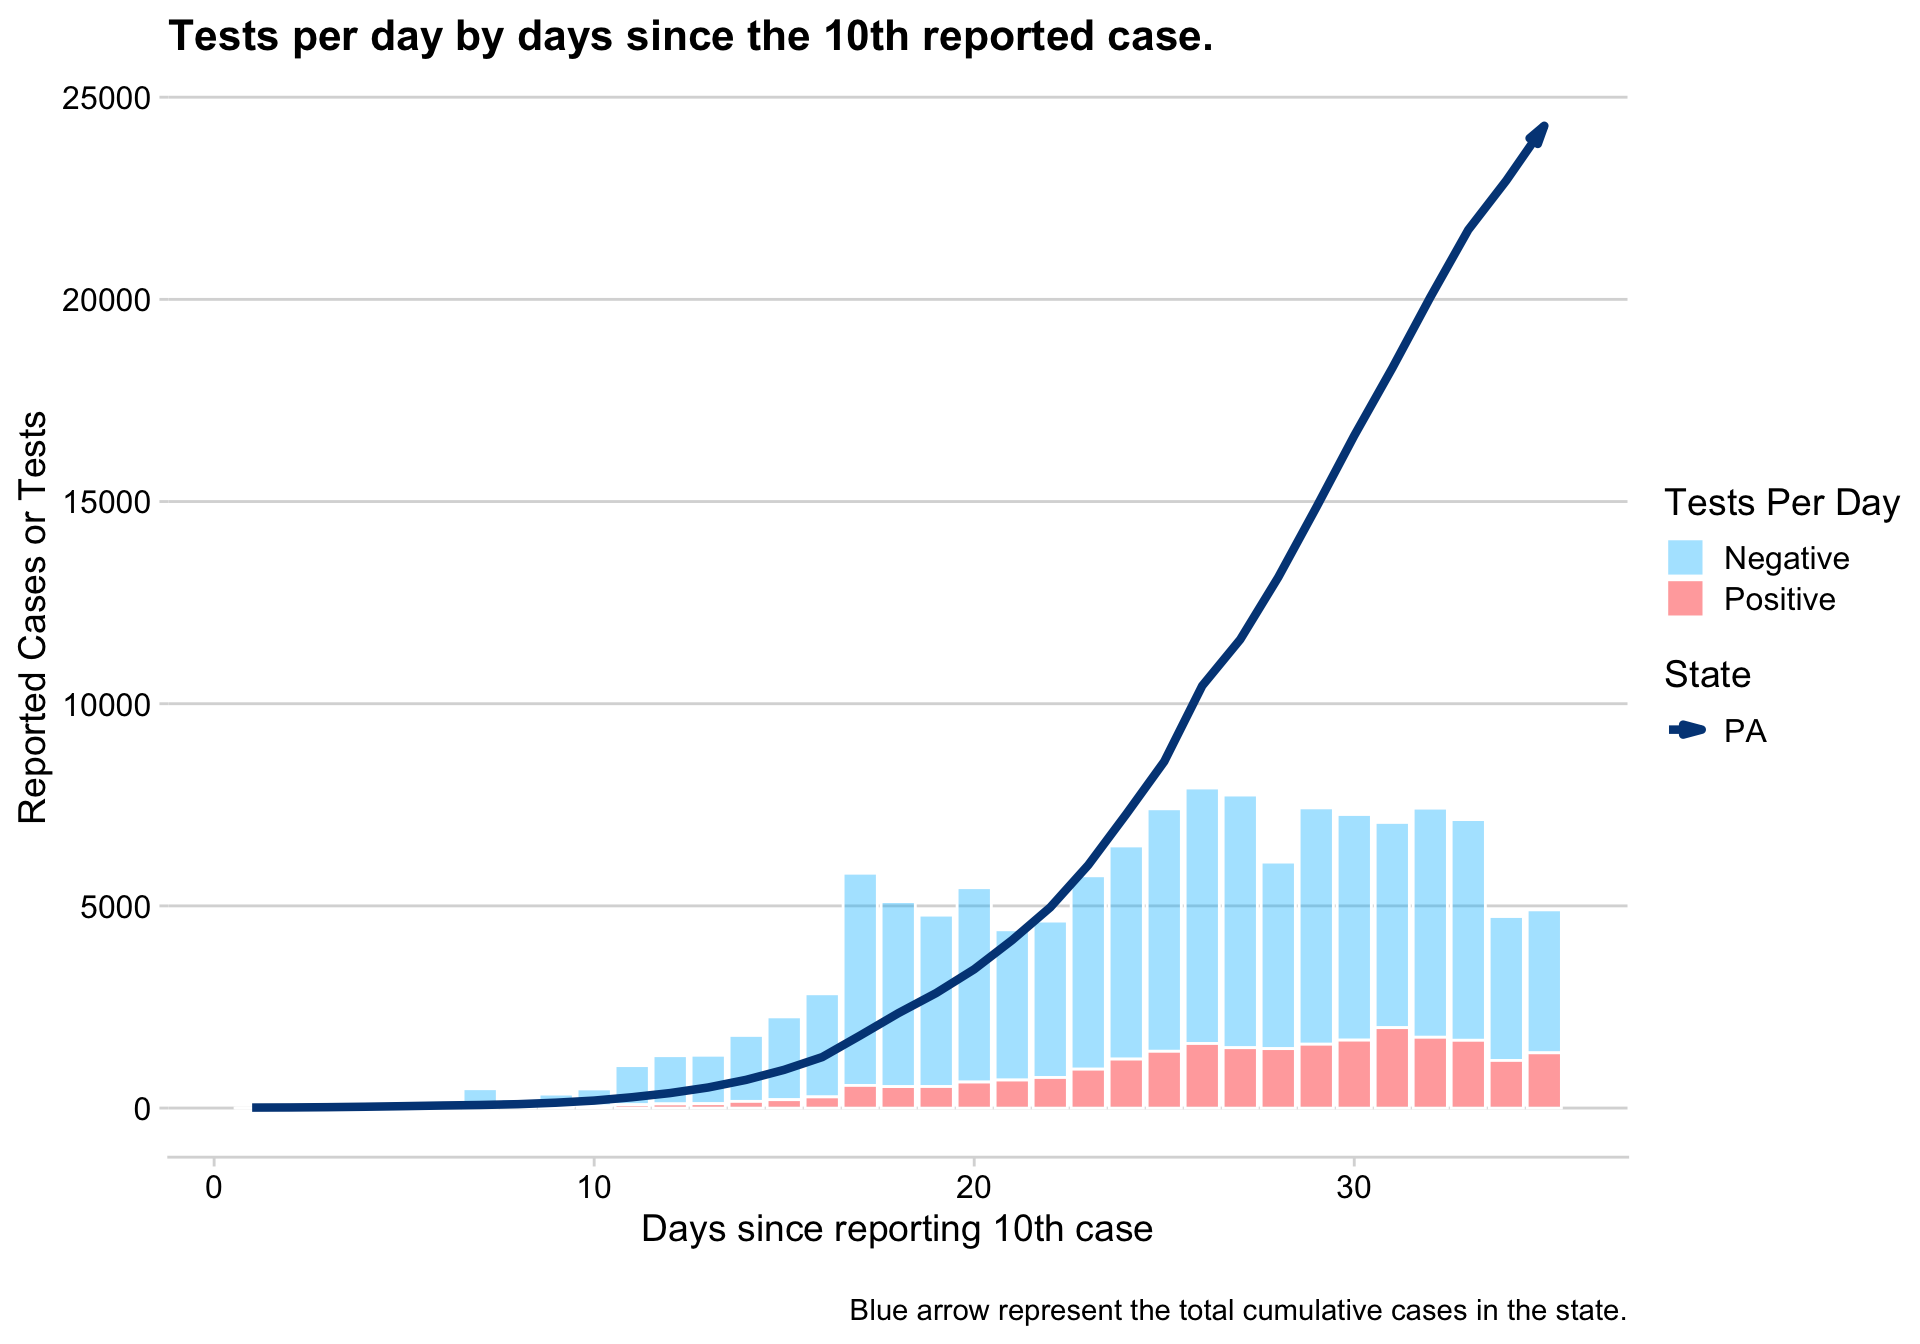 Tests per day by days since the 10th reported case.
25000
20000
15000
10000
5000
0
Reported Cases or Tests
0 10 20 30
Days since reporting 10th case
Tests Per Day
Negative
Positive
State
PA
Blue arrow represent the total cumulative cases in the state.